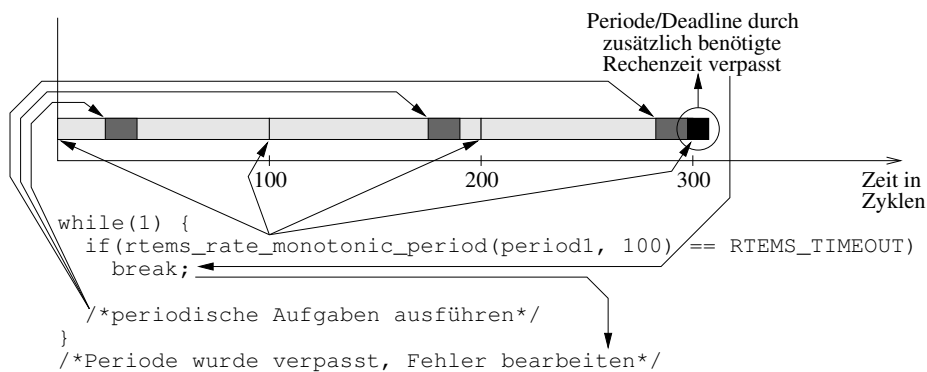 Periode/Deadline durch
zusätzlich benötigte
Rechenzeit verpasst
100
200
300
Zeit in
Zyklen
while(1) {
if(rtems_rate_monotonic_period(period1, 100) == RTEMS_TIMEOUT)
break;
/*periodische Aufgaben ausführen*/
}
/*Periode wurde verpasst, Fehler bearbeiten*/